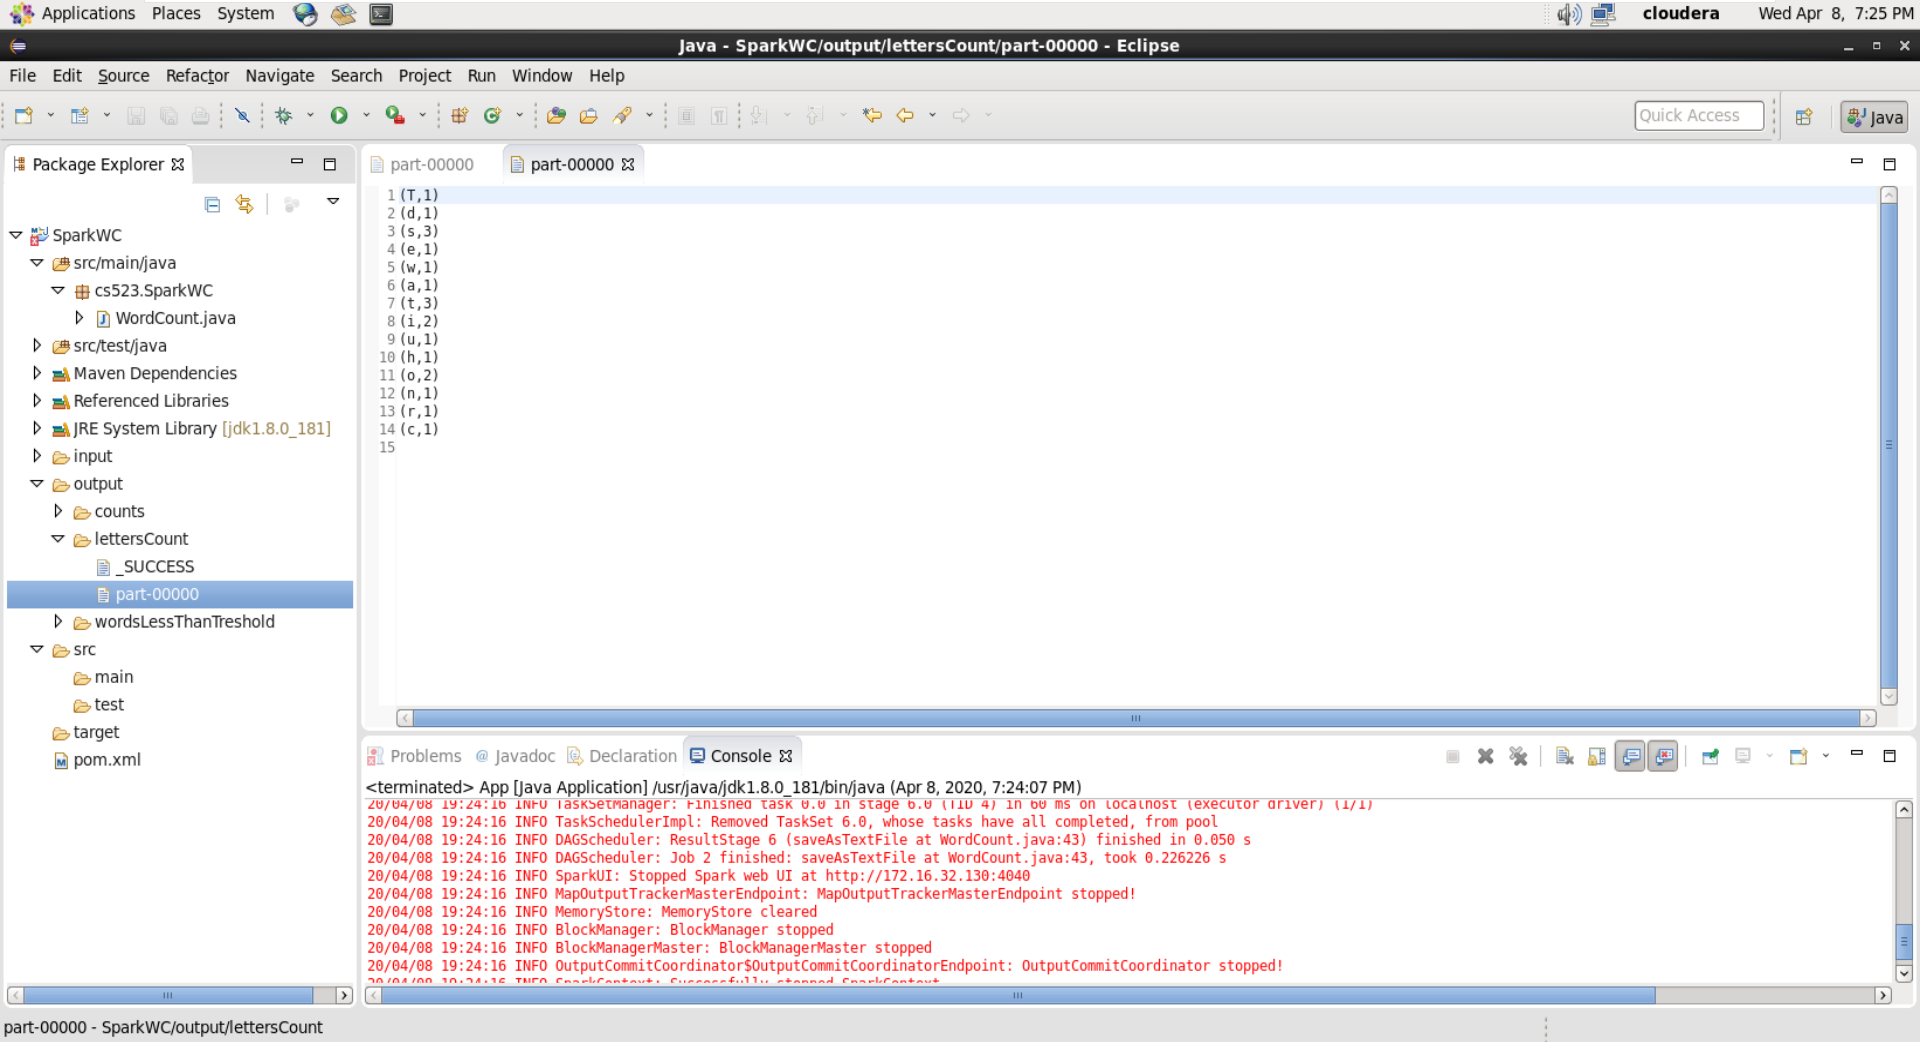 Applications Places System cloudera Wed Apr 8, 7:25 PM
Java - SparkWC/output/lettersCount/part-00000 - Eclipse
File Edit Source Refactor Navigate Search Project Run Window Help
Quick Access Java
Package Explorer
SparkWC
src/main/java
cs523.SparkWC
WordCount.java
src/test/java
Maven Dependencies
Referenced Libraries
JRE System Library [jdk1.8.0_181]
input
output
counts
lettersCount
_SUCCESS
part-00000
wordsLessThanTreshold
src
main
test
target
pom.xml
part-00000 part-00000
1 (T,1)
2 (d,1)
3 (s,3)
4 (e,1)
5 (w,1)
6 (a,1)
7 (t,3)
8 (i,2)
9 (u,1)
10 (h,1)
11 (o,2)
12 (n,1)
13 (r,1)
14 (c,1)
15
Problems @ Javadoc Declaration Console
<terminated> App [Java Application] /usr/java/jdk1.8.0_181/bin/java (Apr 8, 2020, 7:24:07 PM)
20/04/08 19:24:16 INFO TaskSetManager: Finished task 0.0 in stage 6.0 (TID 4) in 60 ms on localhost (executor driver) (1/1)
20/04/08 19:24:16 INFO TaskSchedulerImpl: Removed TaskSet 6.0, whose tasks have all completed, from pool
20/04/08 19:24:16 INFO DAGScheduler: ResultStage 6 (saveAsTextFile at WordCount.java:43) finished in 0.050 s
20/04/08 19:24:16 INFO DAGScheduler: Job 2 finished: saveAsTextFile at WordCount.java:43, took 0.226226 s
20/04/08 19:24:16 INFO SparkUI: Stopped Spark web UI at http://172.16.32.130:4040
20/04/08 19:24:16 INFO MapOutputTrackerMasterEndpoint: MapOutputTrackerMasterEndpoint stopped!
20/04/08 19:24:16 INFO MemoryStore: MemoryStore cleared
20/04/08 19:24:16 INFO BlockManager: BlockManager stopped
20/04/08 19:24:16 INFO BlockManagerMaster: BlockManagerMaster stopped
20/04/08 19:24:16 INFO OutputCommitCoordinator$OutputCommitCoordinatorEndpoint: OutputCommitCoordinator stopped!
20/04/08 19:24:16 INFO SparkContext: Successfully stopped SparkContext
part-00000 - SparkWC/output/lettersCount